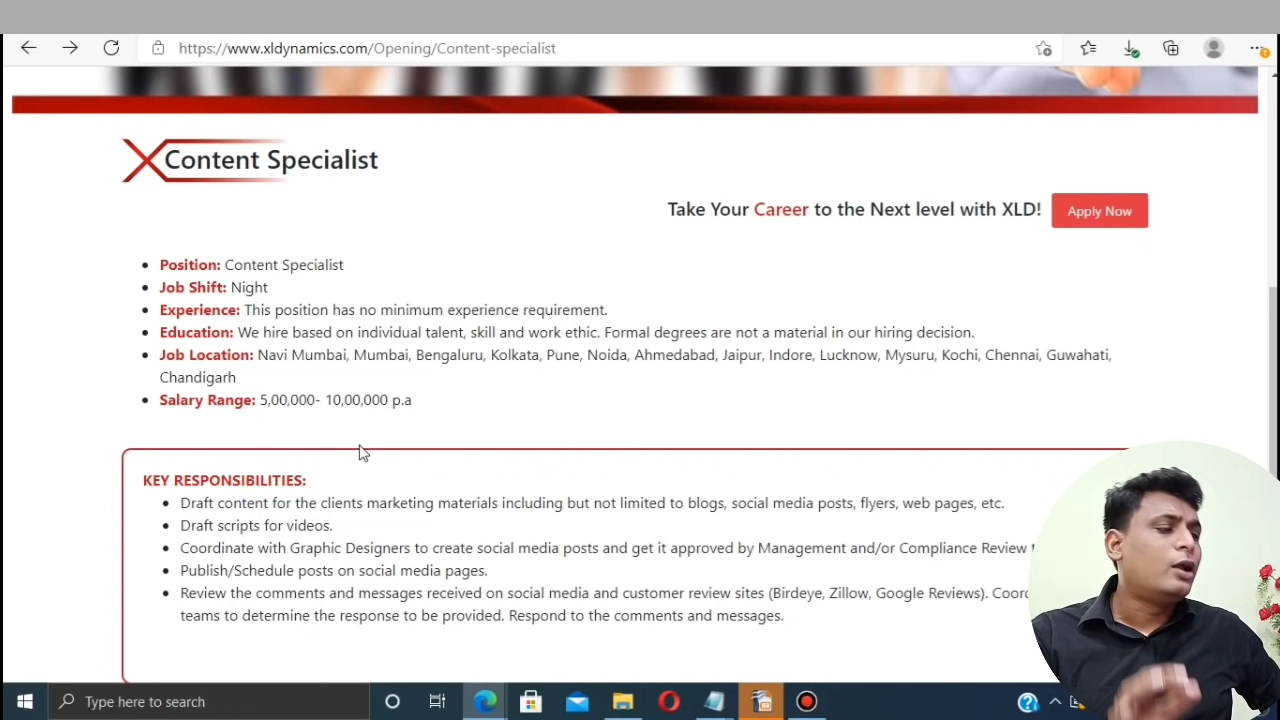 https://www.xldynamics.com/Opening/Content-specialist
Content Specialist
Take Your Career to the Next level with XLD!
Apply Now
Position: Content Specialist
Job Shift: Night
Experience: This position has no minimum experience requirement.
Education: We hire based on individual talent, skill and work ethic. Formal degrees are not a material in our hiring decision.
Job Location: Navi Mumbai, Mumbai, Bengaluru, Kolkata, Pune, Noida, Ahmedabad, Jaipur, Indore, Lucknow, Mysuru, Kochi, Chennai, Guwahati,
Chandigarh
Salary Range: 5,00,000- 10,00,000 p.a
KEY RESPONSIBILITIES:
Draft content for the clients marketing materials including but not limited to blogs, social media posts, flyers, web pages, etc.
Draft scripts for videos.
Coordinate with Graphic Designers to create social media posts and get it approved by Management and/or Compliance Review
Publish/Schedule posts on social media pages.
Review the comments and messages received on social media and customer review sites (Birdeye, Zillow, Google Reviews).
teams to determine the response to be provided. Respond to the comments and messages.
Type here to search